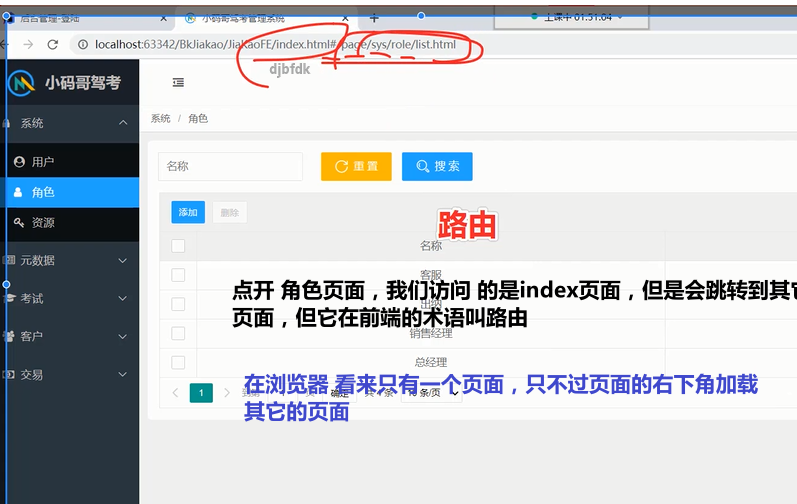 后台管理-登陆
小码哥驾考管理系统
上课中 01:51:04
localhost:63342/BkJiakao/JiaKaoFE/index.html#/page/sys/role/list.html
djbfdk
小码哥驾考
系统 / 角色
系统
用户
角色
资源
元数据
考试
客户
交易
名称
重置
搜索
添加
删除
路由
名称
客服
点开 角色页面，我们访问 的是index页面，但是会跳转到其它
页面，但它在前端的术语叫路由
销售经理
总经理
在浏览器 看来只有一个页面，只不过页面的右下角加载
其它的页面
1
确定
10 条/页